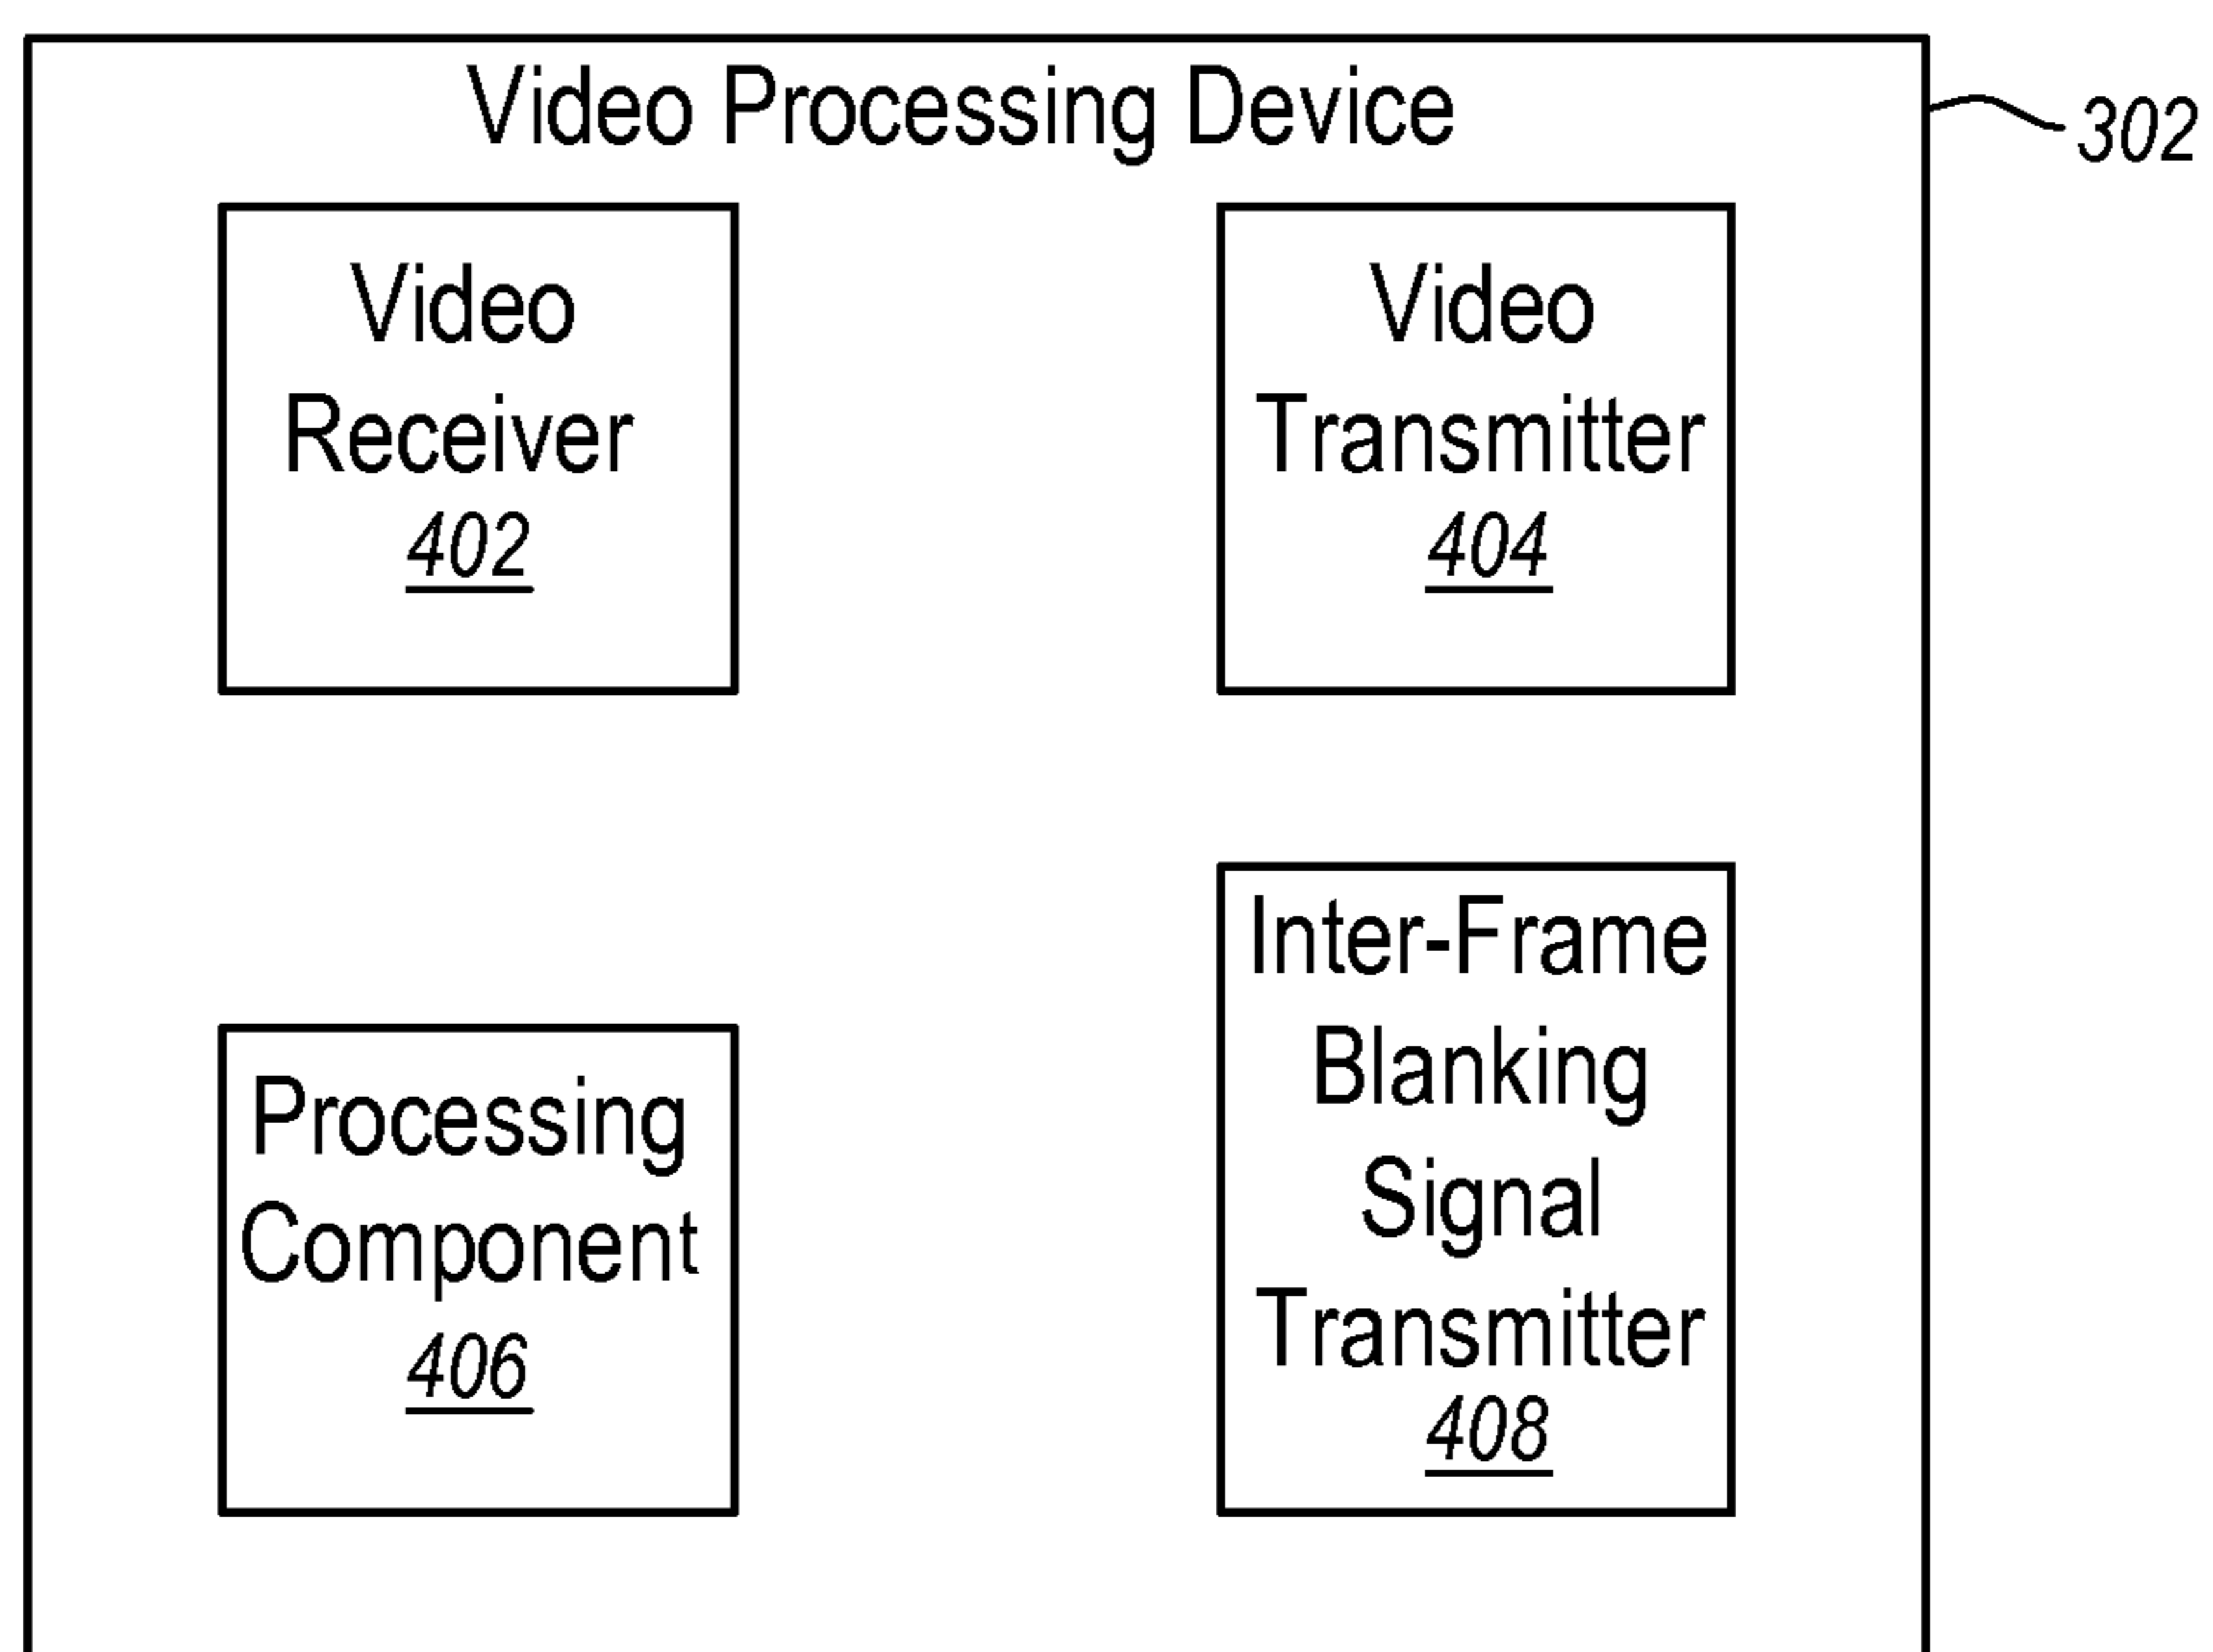 Video Processing Device
302
Video
Receiver
402
Video
Transmitter
404
Processing
Component
406
Inter-Frame
Blanking
Signal
Transmitter
408